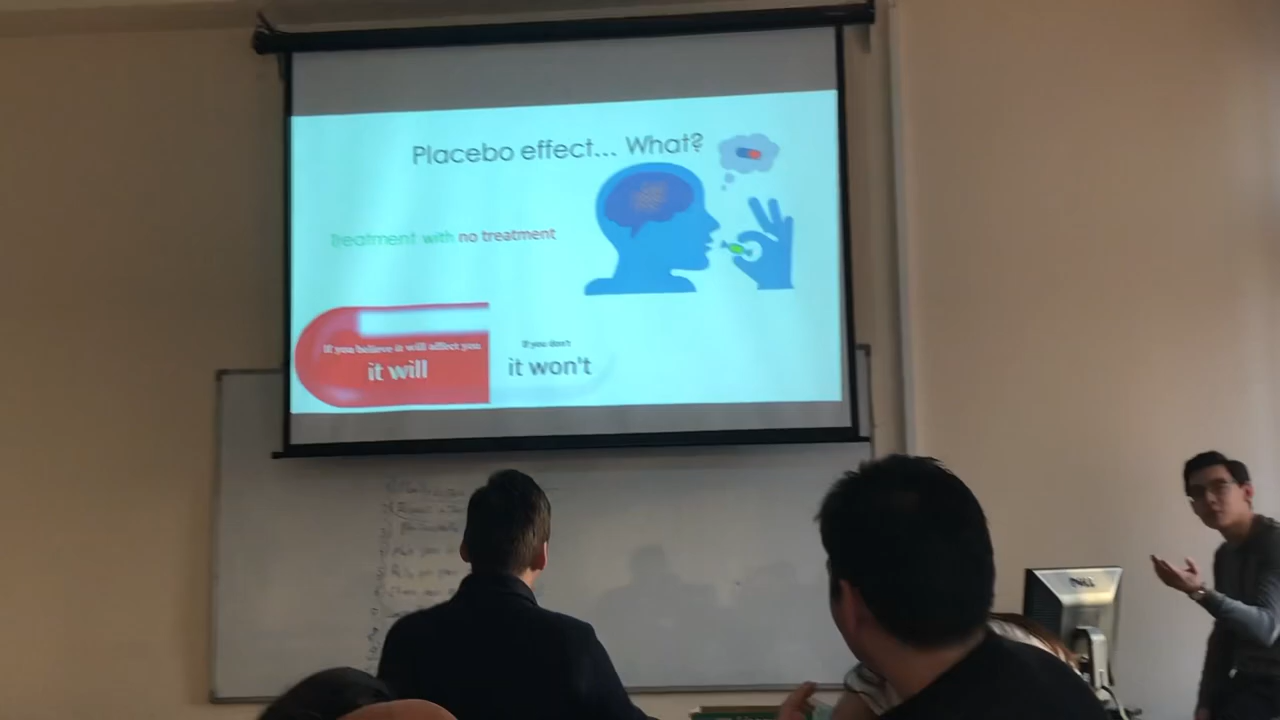 Placebo effect... What?
Treatment with no treatment
If you believe it will affect you
it will
If you don't
it won't
DELL